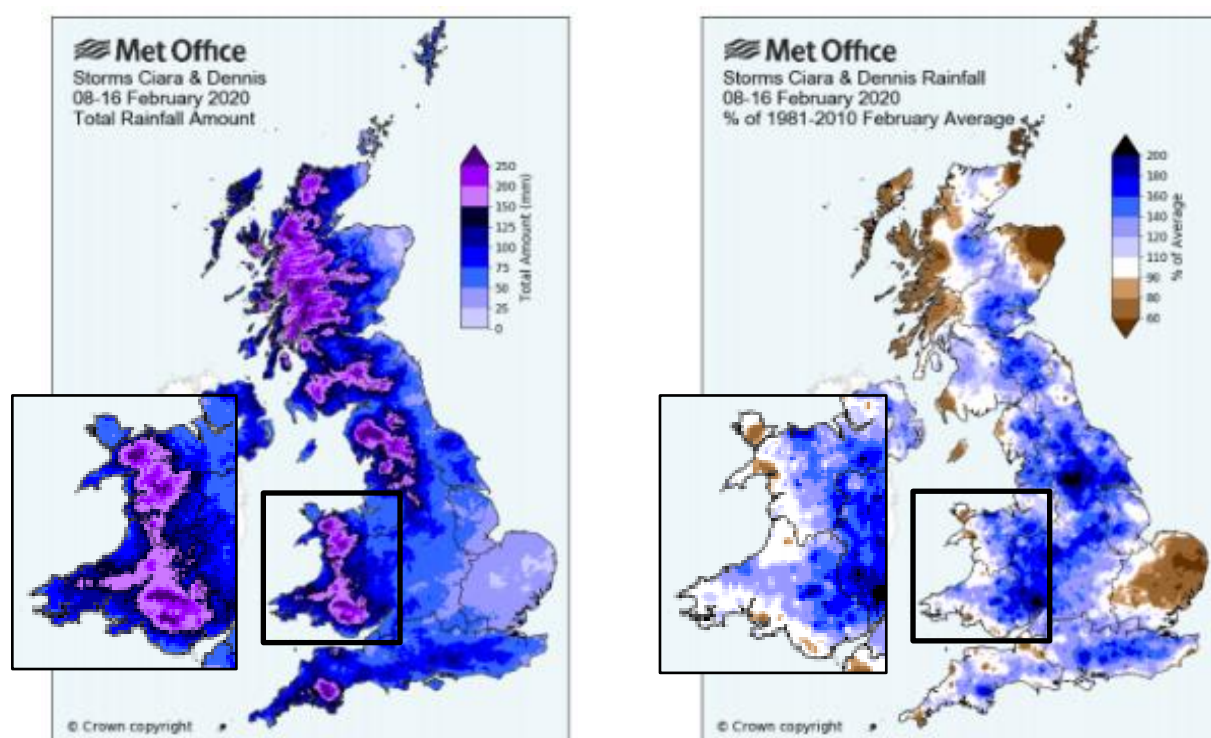 Met Office
Storms Ciara & Dennis
08-16 February 2020
Total Rainfall Amount
250
200
150
125
100
75
50
25
0
Total Amount (mm)
© Crown copyright
Met Office
Storms Ciara & Dennis Rainfall
08-16 February 2020
% of 1981-2010 February Average
200
180
160
140
120
110
90
80
60
% of Average
© Crown copyright